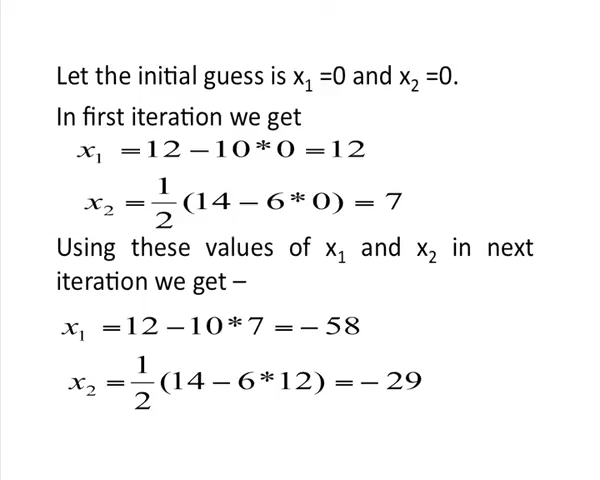 Let the initial guess is x₁ =0 and x₂ =0.
In first iteration we get
x₁ = 12 – 10 * 0 = 12
x₂ = 1/2 (14 – 6 * 0) = 7
Using these values of x₁ and x₂ in next
iteration we get –
x₁ = 12 – 10 * 7 = – 58
x₂ = 1/2 (14 – 6 * 12) = – 29